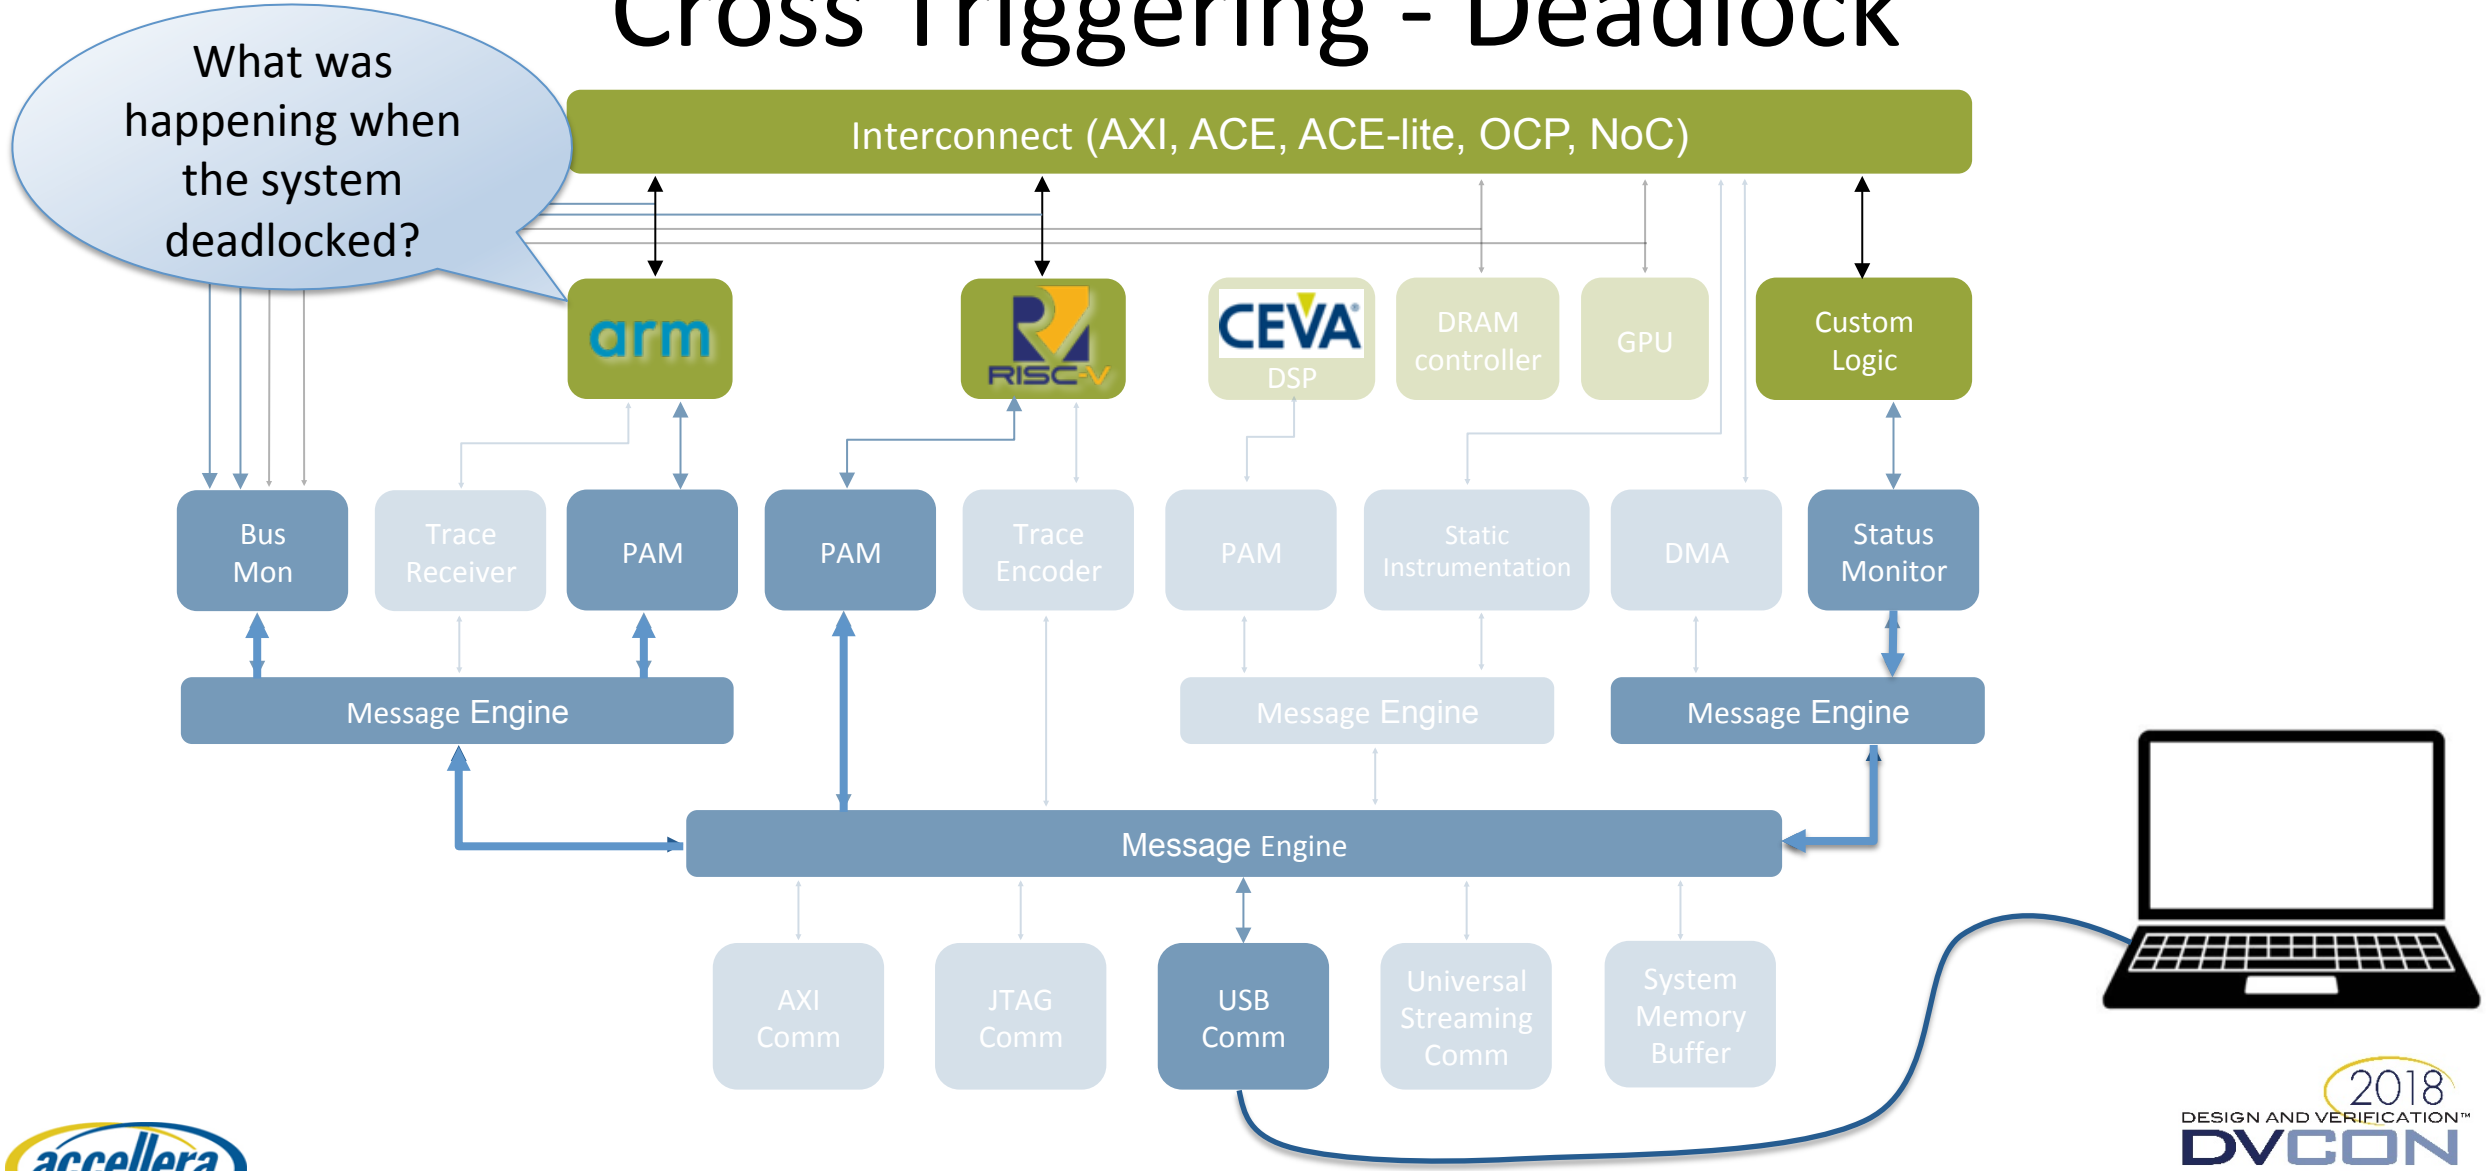 Cross Triggering - Deadlock
What was
happening when
the system
deadlocked?
Interconnect (AXI, ACE, ACE-lite, OCP, NoC)
arm
RISC-V
CEVA®
DSP
DRAM
controller
GPU
Custom
Logic
Bus
Mon
Trace
Receiver
PAM
PAM
Trace
Encoder
PAM
Static
Instrumentation
DMA
Status
Monitor
Message Engine
Message Engine
Message Engine
Message Engine
AXI
Comm
JTAG
Comm
USB
Comm
Universal
Streaming
Comm
System
Memory
Buffer
accellera
2018
DESIGN AND VERIFICATION™
DVCON